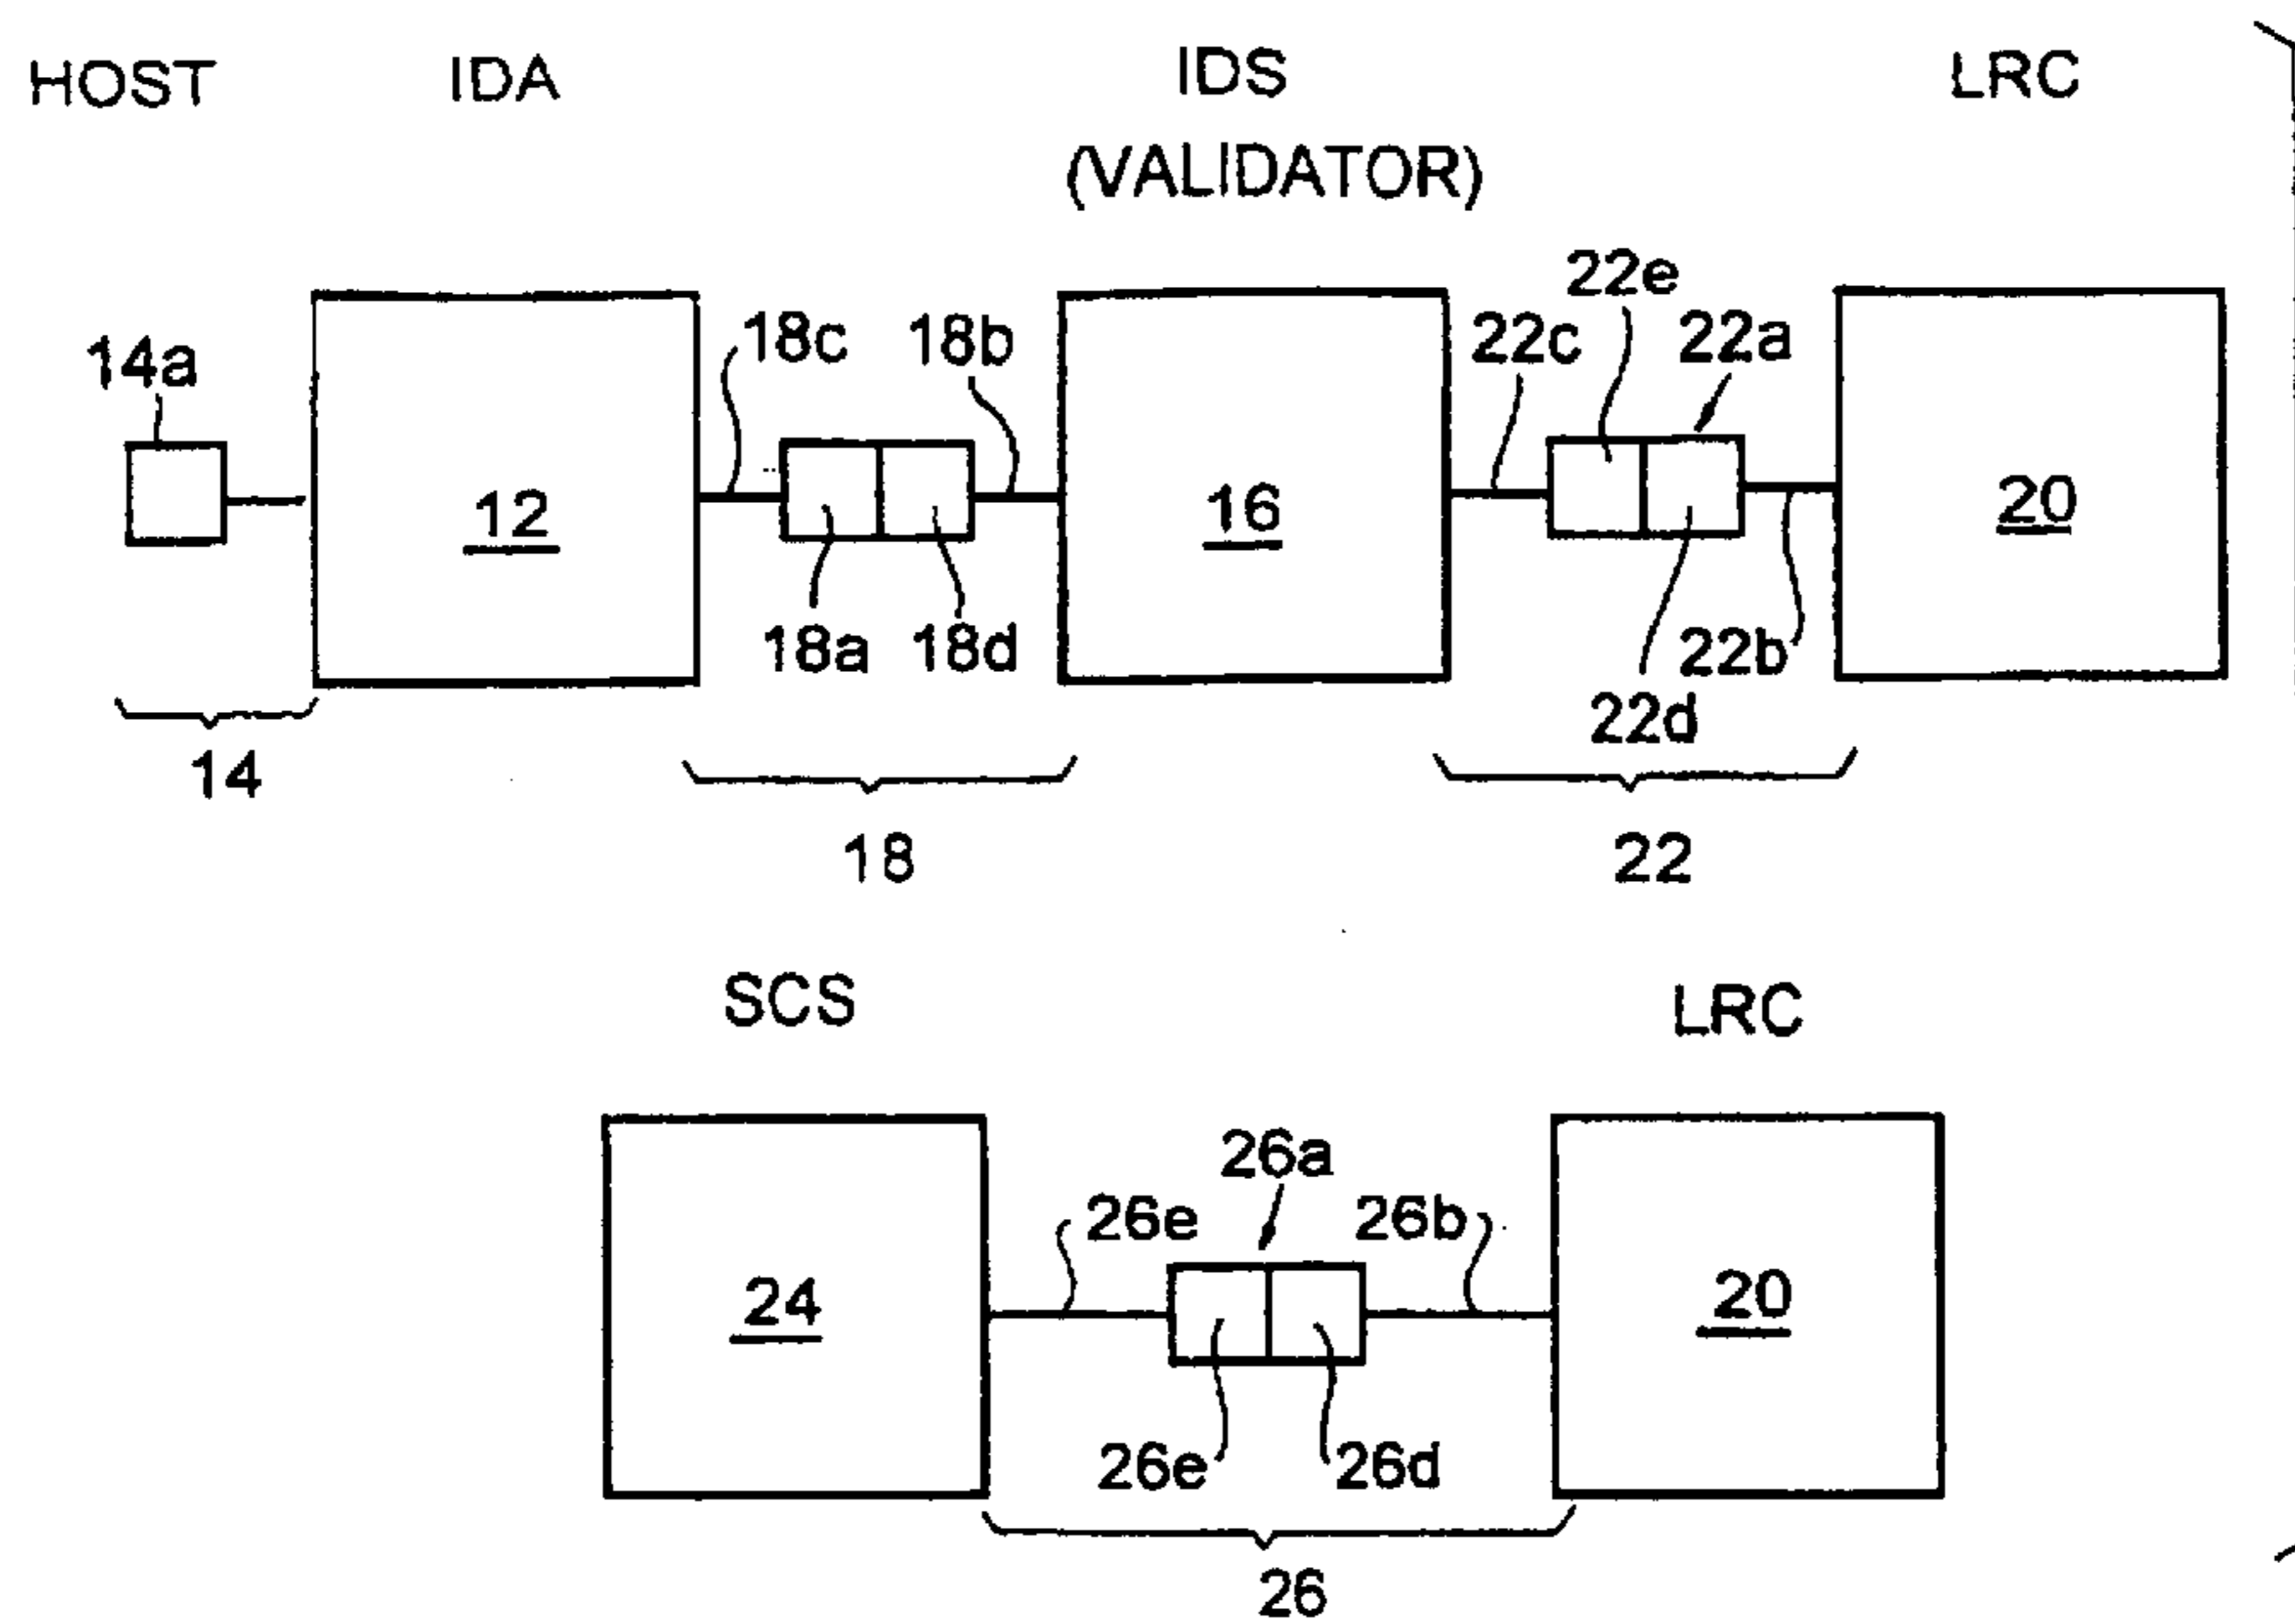 HOST IDA IDS LRC
(VALIDATOR)
22e
14a 18c 18b 22c 22a
12 16 20
18a 18d 22b
22d
14
18 22
SCS LRC
26a
26e 26b
24 20
26e 26d
26